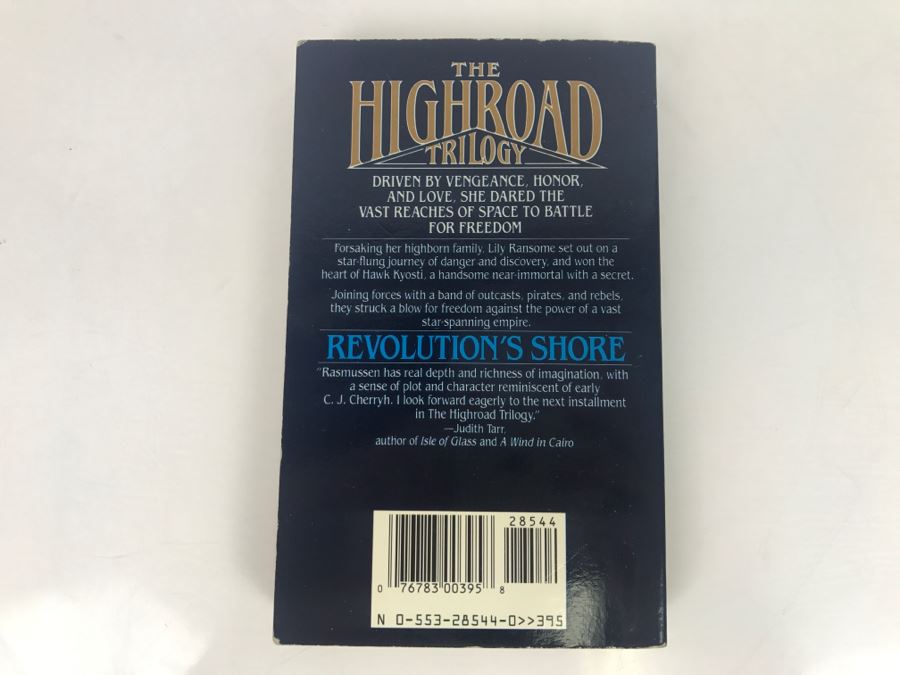 THE
HIGHROAD
TRILOGY
DRIVEN BY VENGEANCE, HONOR,
AND LOVE, SHE DARED THE
VAST REACHES OF SPACE TO BATTLE
FOR FREEDOM
Forsaking her highborn family, Lily Ransome set out on a
star-flung journey of danger and discovery, and won the
heart of Hawk Kyosti, a handsome near-immortal with a secret.
Joining forces with a band of outcasts, pirates, and rebels,
they struck a blow for freedom against the power of a vast
star-spanning empire.
REVOLUTION'S SHORE
"Rasmussen has real depth and richness of imagination, with
a sense of plot and character reminiscent of early
C. J. Cherryh. I look forward eagerly to the next installment
in The Highroad Trilogy."
—Judith Tarr,
author of Isle of Glass and A Wind in Cairo
28544
0 76783 00395 8
N 0-553-28544-0>>395